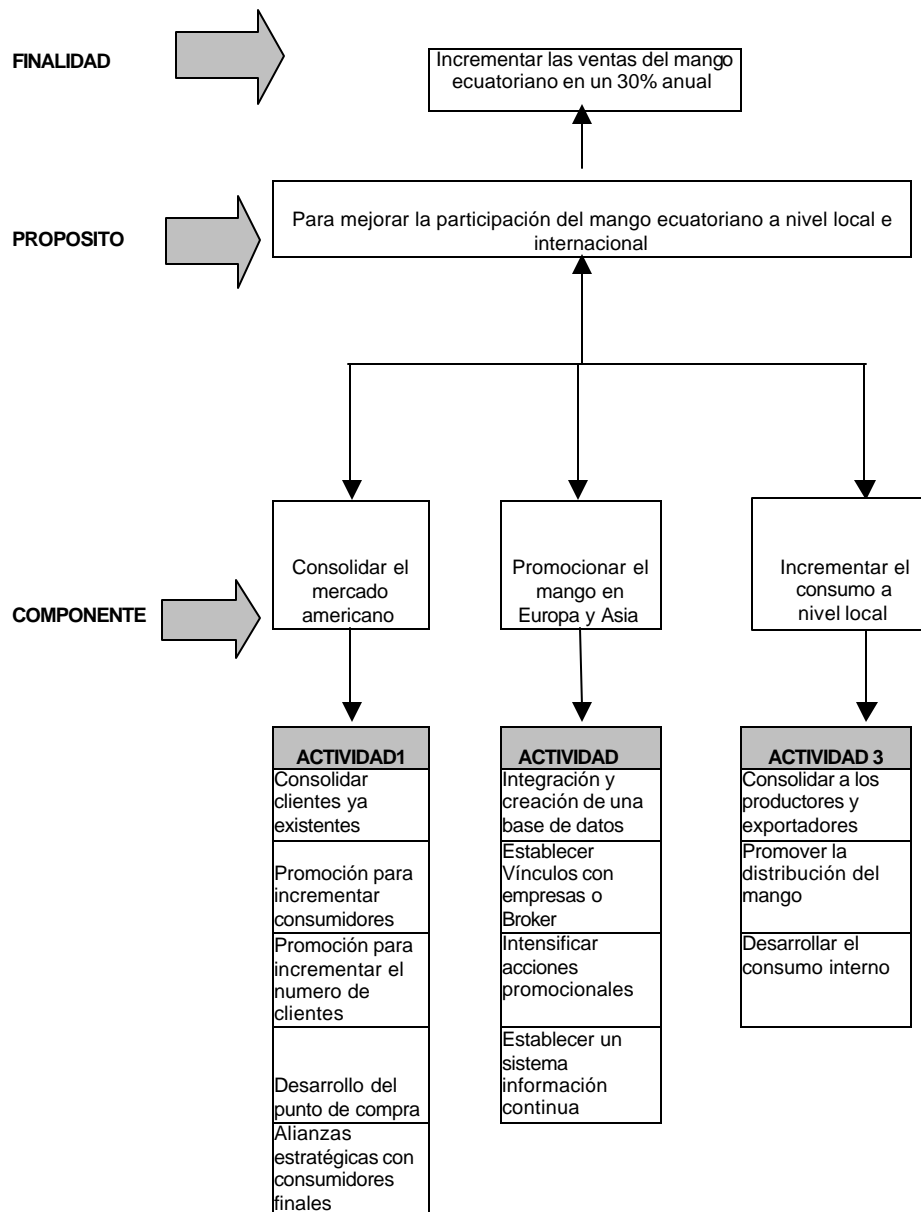 FINALIDAD
Incrementar las ventas del mango
ecuatoriano en un 30% anual
PROPOSITO
Para mejorar la participación del mango ecuatoriano a nivel local e
internacional
COMPONENTE
Consolidar el
mercado
americano
Promocionar el
mango en
Europa y Asia
Incrementar el
consumo a
nivel local
ACTIVIDAD1
Consolidar
clientes ya
existentes
Promoción para
incrementar
consumidores
Promoción para
incrementar el
numero de
clientes
Desarrollo del
punto de compra
Alianzas
estratégicas con
consumidores
finales
ACTIVIDAD
Integración y
creación de una
base de datos
Establecer
Vínculos con
empresas o
Broker
Intensificar
acciones
promocionales
Establecer un
sistema
información
continua
ACTIVIDAD 3
Consolidar a los
productores y
exportadores
Promover la
distribución del
mango
Desarrollar el
consumo interno